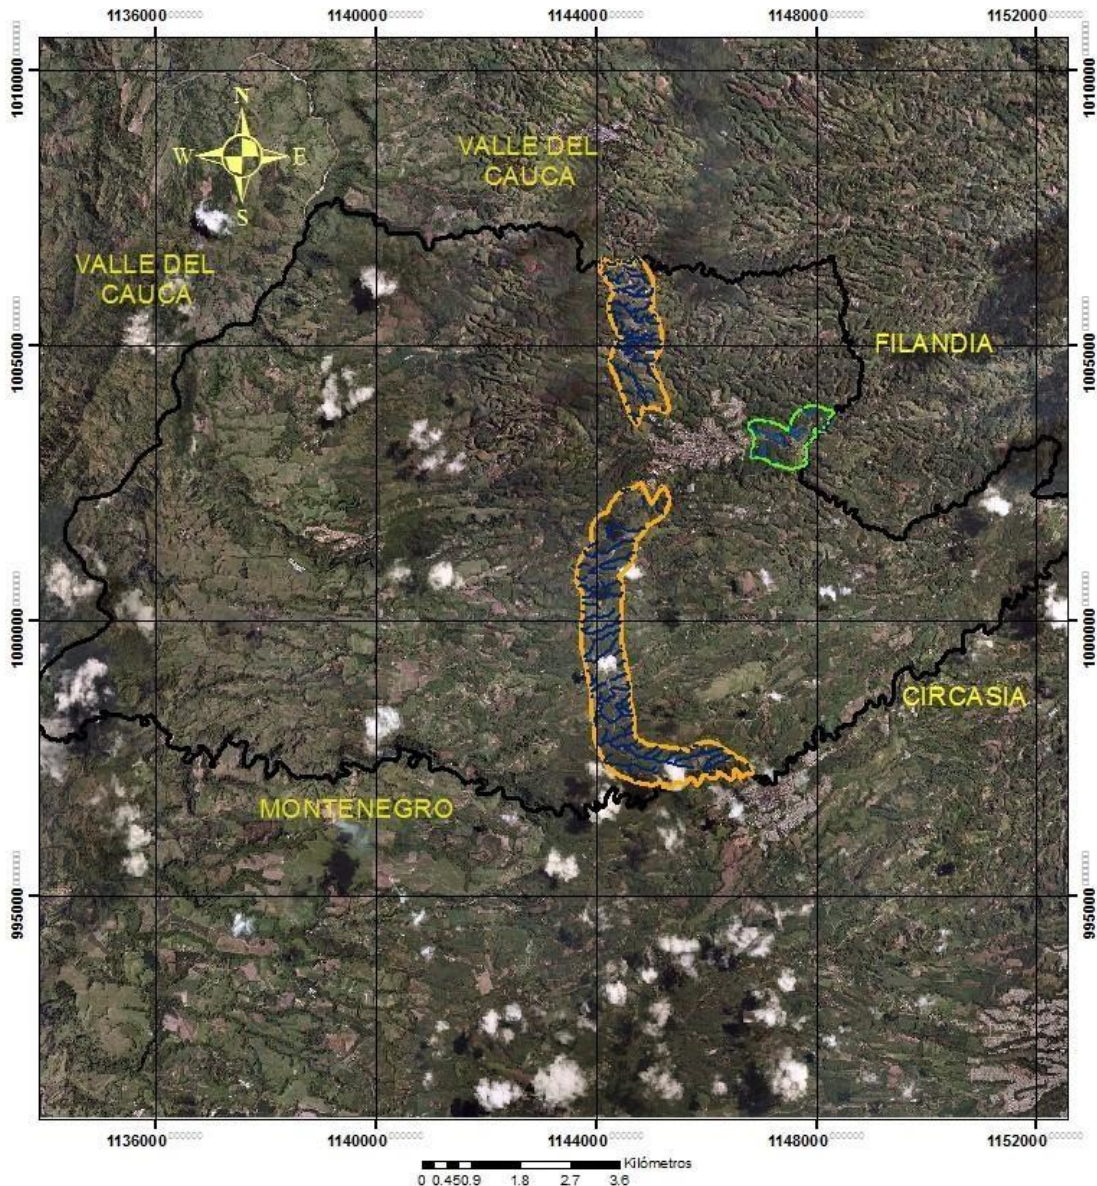 1136000 1140000 1144000 1148000 1152000
1010000 1010000
N
W E
S
VALLE DEL
CAUCA
VALLE DEL
CAUCA
1005000 1005000
FILANDIA
1000000 1000000
CIRCASIA
MONTENEGRO
995000 995000
1136000 1140000 1144000 1148000 1152000
Kilómetros
0 0.450.9 1.8 2.7 3.6